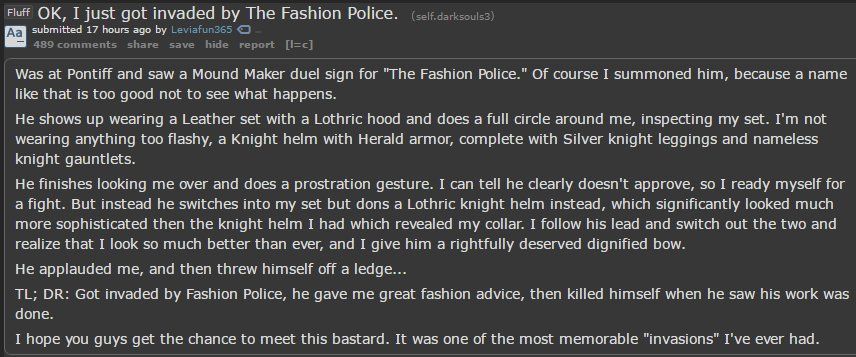 Fluff OK, I just got invaded by The Fashion Police. (self.darksouls3)
Aa submitted 17 hours ago by Leviafun365
489 comments share save hide report [l=c]
Was at Pontiff and saw a Mound Maker duel sign for "The Fashion Police." Of course I summoned him, because a name
like that is too good not to see what happens.
He shows up wearing a Leather set with a Lothric hood and does a full circle around me, inspecting my set. I'm not
wearing anything too flashy, a Knight helm with Herald armor, complete with Silver knight leggings and nameless
knight gauntlets.
He finishes looking me over and does a prostration gesture. I can tell he clearly doesn't approve, so I ready myself for
a fight. But instead he switches into my set but dons a Lothric knight helm instead, which significantly looked much
more sophisticated then the knight helm I had which revealed my collar. I follow his lead and switch out the two and
realize that I look so much better than ever, and I give him a rightfully deserved dignified bow.
He applauded me, and then threw himself off a ledge...
TL; DR: Got invaded by Fashion Police, he gave me great fashion advice, then killed himself when he saw his work was
done.
I hope you guys get the chance to meet this bastard. It was one of the most memorable "invasions" I've ever had.